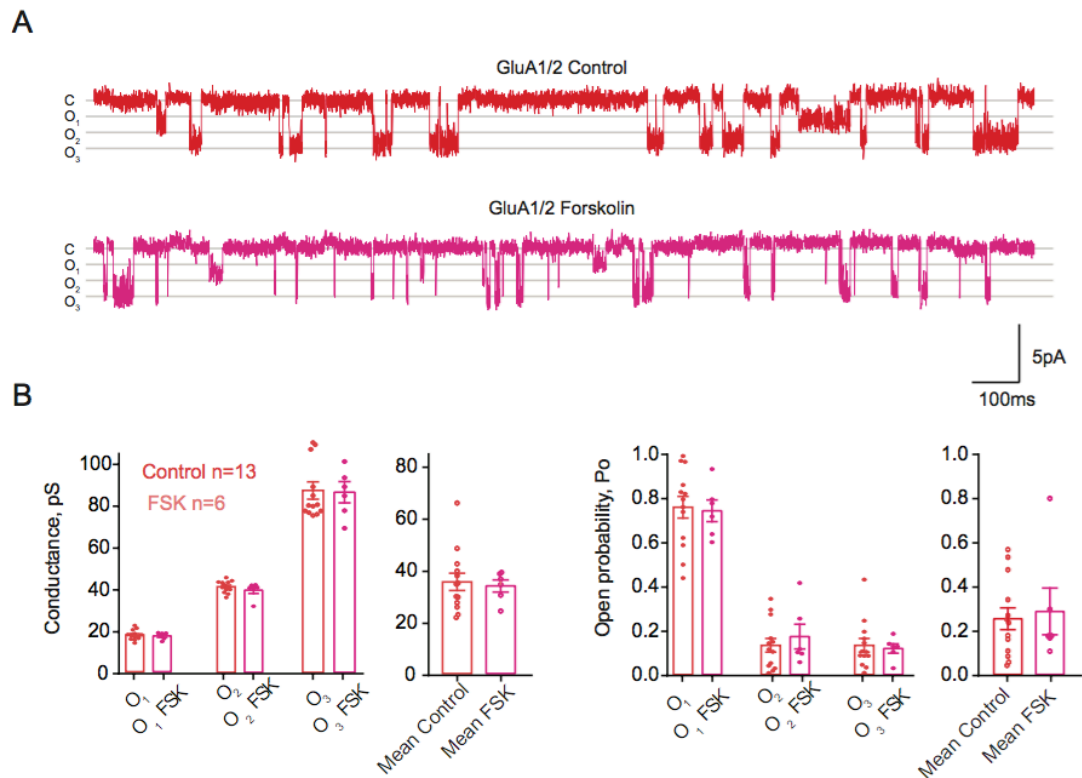 A
GluA1/2 Control
C
O1
O2
O3
GluA1/2 Forskolin
C
O1
O2
O3
5pA
100ms
B
Conductance, pS
100
80
60
40
20
0
Control n=13
FSK n=6
O1
O1 FSK
O2
O2 FSK
O3
O3 FSK
80
60
40
20
0
Mean Control
Mean FSK
Open probability, Po
1.0
0.8
0.6
0.4
0.2
0.0
O1
O1 FSK
O2
O2 FSK
O3
O3 FSK
1.0
0.8
0.6
0.4
0.2
0.0
Mean Control
Mean FSK